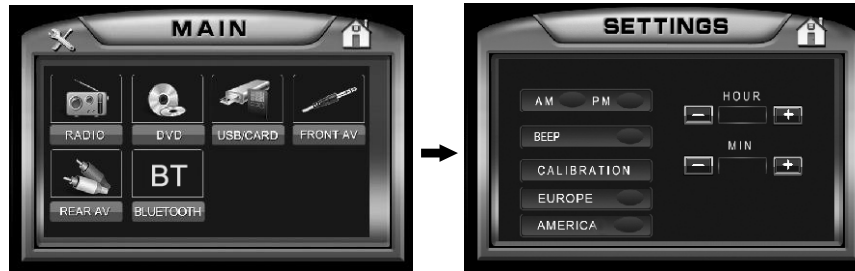 MAIN
RADIO DVD USB/CARD FRONT AV
BT
REAR AV BLUETOOTH
SETTINGS
AM PM
BEEP
CALIBRATION
EUROPE
AMERICA
HOUR
- +
MIN
- +